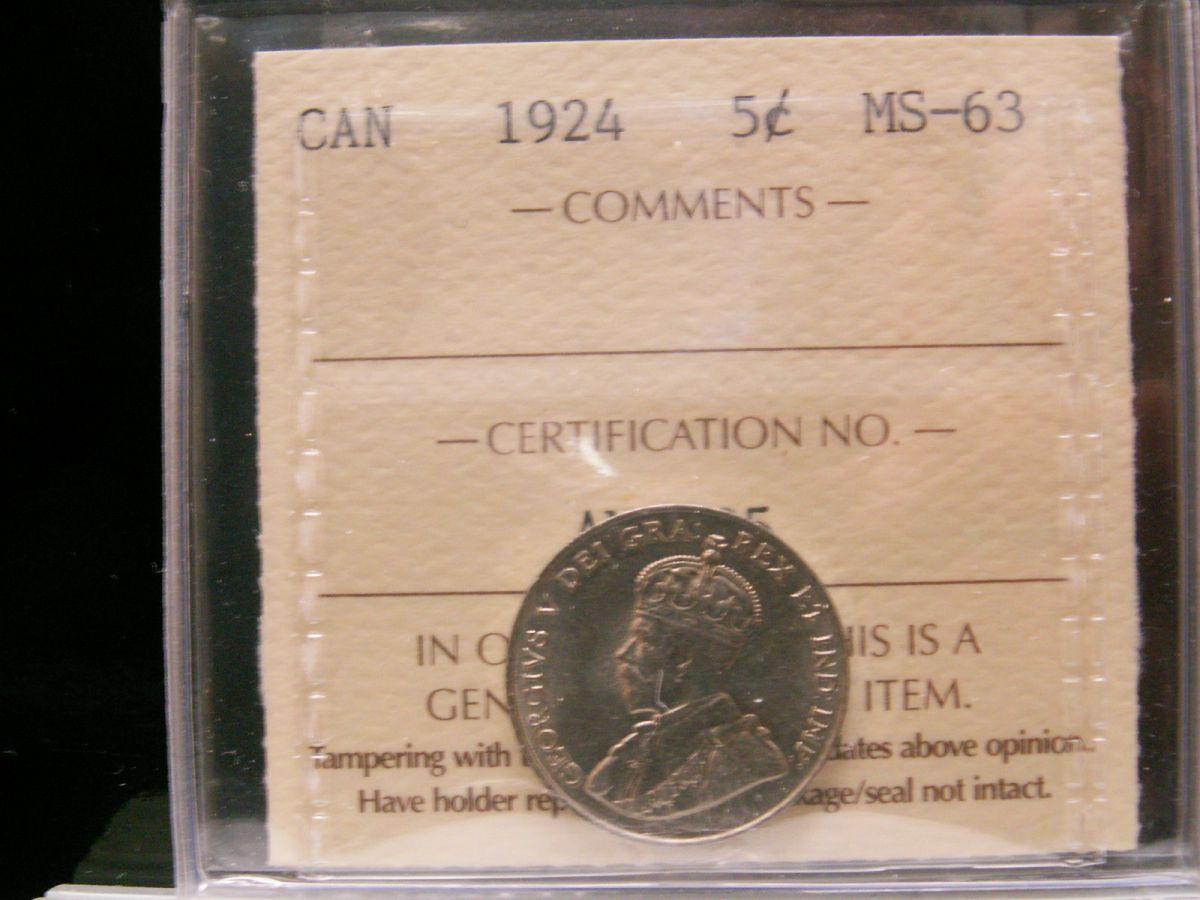 CAN 1924 5¢ MS-63
— COMMENTS —
— CERTIFICATION NO. —
GEORGIVS V DEI GRA: REX ET IND:IMP:
IN HIS IS A
GEN ITEM.
Tampering with dates above opinion.
Have holder rep kage/seal not intact.